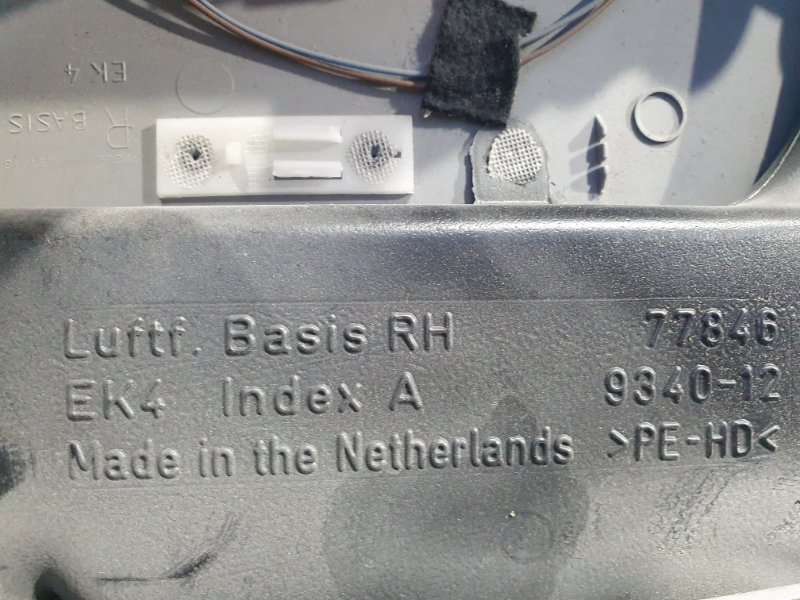 EK 4
R BASIS
Luftf. Basis RH 77846
EK4 Index A 9340-12
Made in the Netherlands >PE-HD<